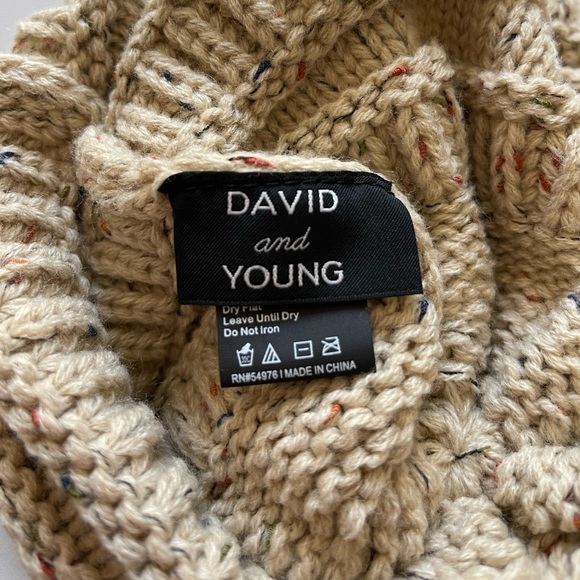 DAVID
and
YOUNG
Dry Flat
Leave Until Dry
Do Not Iron
RN#54976 I MADE IN CHINA